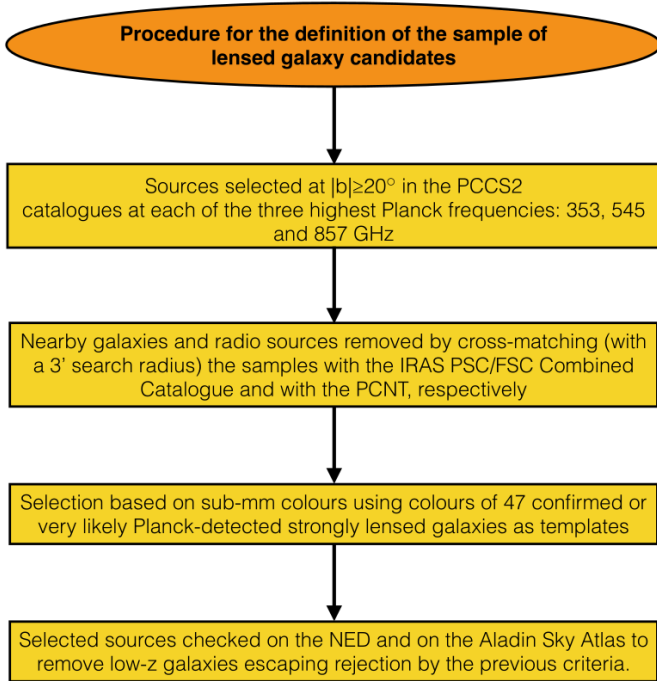 Procedure for the definition of the sample of
lensed galaxy candidates
Sources selected at |b|≥20° in the PCCS2
catalogues at each of the three highest Planck frequencies: 353, 545
and 857 GHz
Nearby galaxies and radio sources removed by cross-matching (with
a 3' search radius) the samples with the IRAS PSC/FSC Combined
Catalogue and with the PCNT, respectively
Selection based on sub-mm colours using colours of 47 confirmed or
very likely Planck-detected strongly lensed galaxies as templates
Selected sources checked on the NED and on the Aladin Sky Atlas to
remove low-z galaxies escaping rejection by the previous criteria.